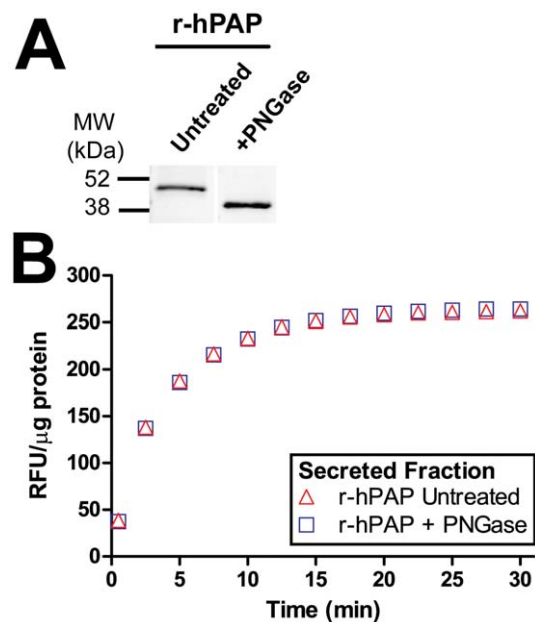 A
r-hPAP
Untreated
+PNGase
MW
(kDa)
52
38
B
300
250
200
150
100
50
0
RFU/μg protein
Secreted Fraction
r-hPAP Untreated
r-hPAP + PNGase
0 5 10 15 20 25 30
Time (min)